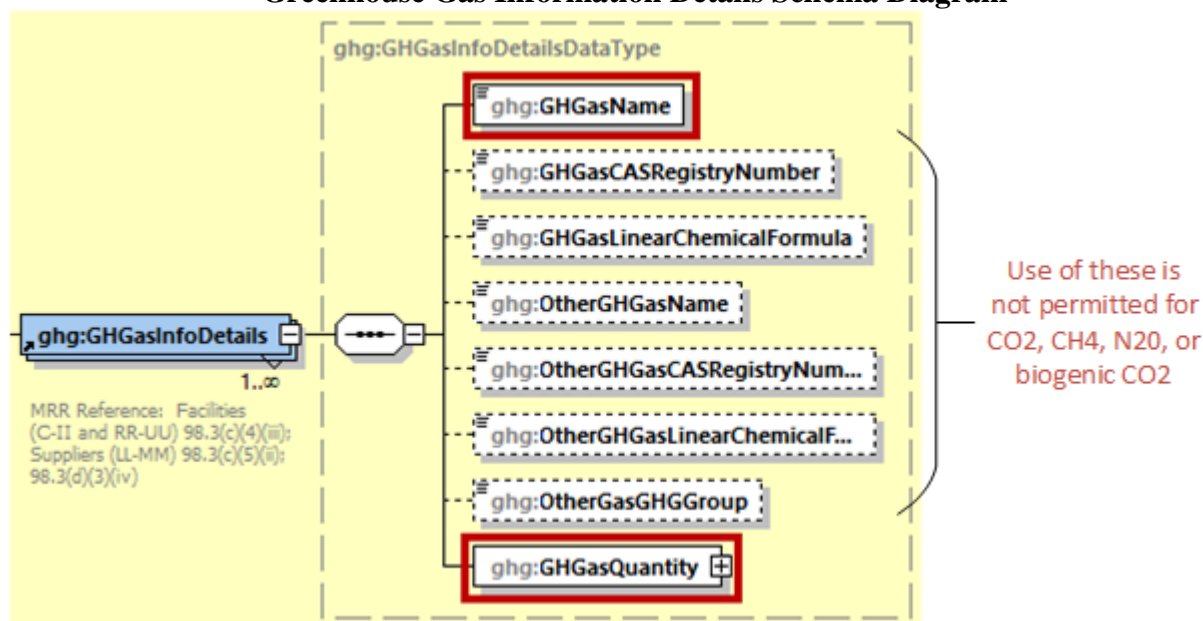 Greenhouse Gas Information Details Schema Diagram
ghg:GHGasInfoDetailsDataType
ghg:GHGasName
ghg:GHGasCASRegistryNumber
ghg:GHGasLinearChemicalFormula
ghg:OtherGHGasName
ghg:OtherGHGasCASRegistryNum...
ghg:OtherGHGasLinearChemicalF...
ghg:OtherGasGHGGroup
ghg:GHGasQuantity
ghg:GHGasInfoDetails
1..∞
MRR Reference: Facilities
(C-II and RR-UU) 98.3(c)(4)(iii);
Suppliers (LL-MM) 98.3(c)(5)(ii);
98.3(d)(3)(iv)
Use of these is
not permitted for
CO2, CH4, N20, or
biogenic CO2